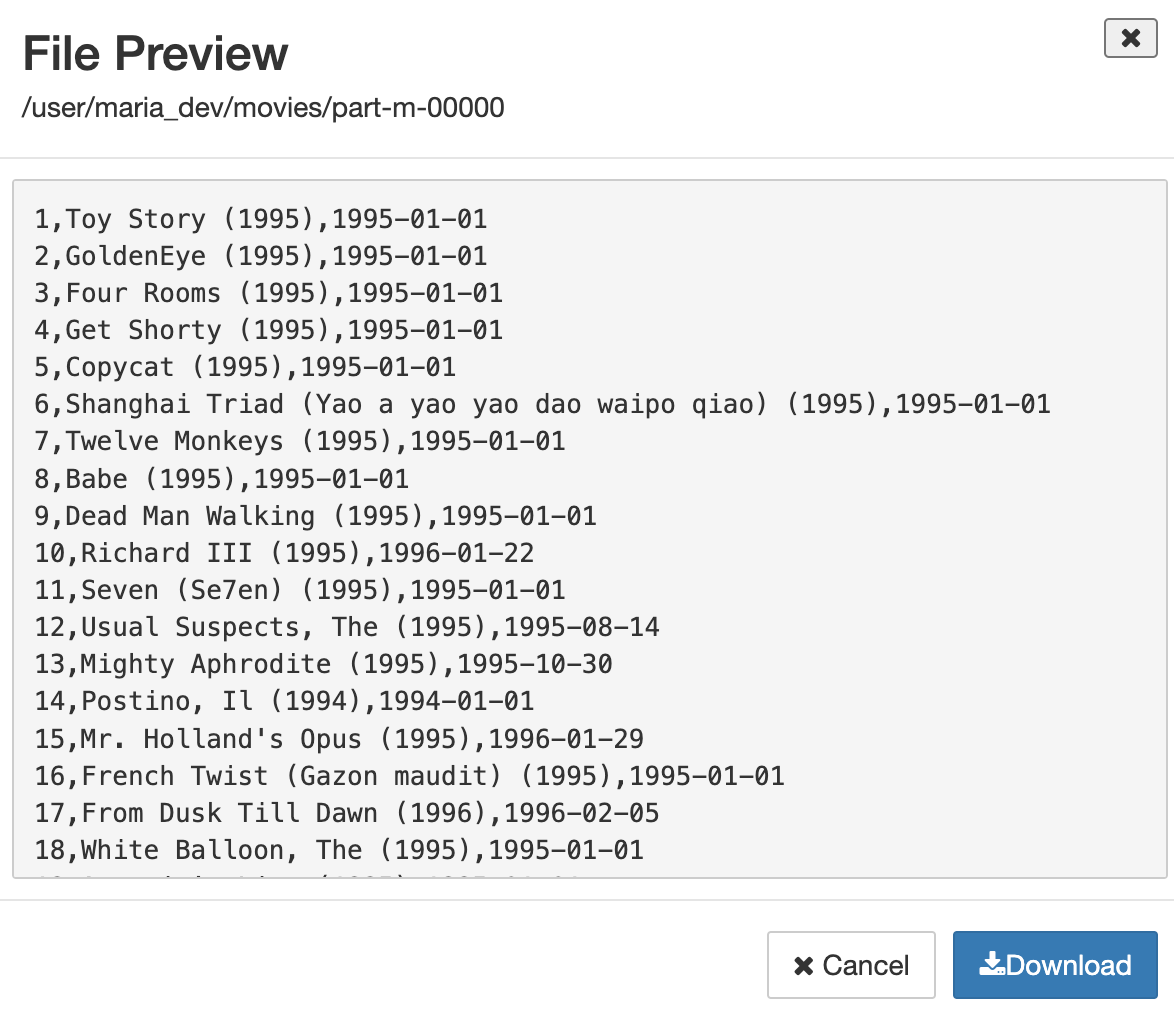 File Preview
/user/maria_dev/movies/part-m-00000
1,Toy Story (1995),1995-01-01
2,GoldenEye (1995),1995-01-01
3,Four Rooms (1995),1995-01-01
4,Get Shorty (1995),1995-01-01
5,Copycat (1995),1995-01-01
6,Shanghai Triad (Yao a yao yao dao waipo qiao) (1995),1995-01-01
7,Twelve Monkeys (1995),1995-01-01
8,Babe (1995),1995-01-01
9,Dead Man Walking (1995),1995-01-01
10,Richard III (1995),1996-01-22
11,Seven (Se7en) (1995),1995-01-01
12,Usual Suspects, The (1995),1995-08-14
13,Mighty Aphrodite (1995),1995-10-30
14,Postino, Il (1994),1994-01-01
15,Mr. Holland's Opus (1995),1996-01-29
16,French Twist (Gazon maudit) (1995),1995-01-01
17,From Dusk Till Dawn (1996),1996-02-05
18,White Balloon, The (1995),1995-01-01
Cancel
Download